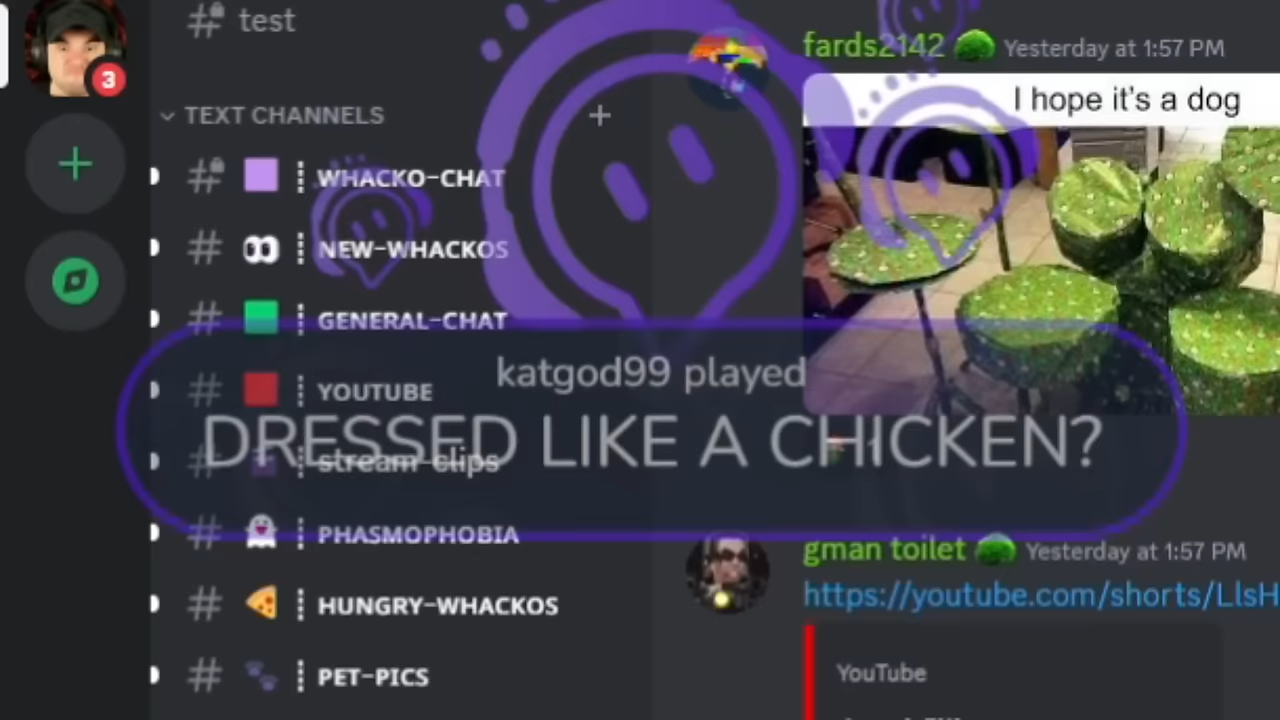 test
3
TEXT CHANNELS
WHACKO-CHAT
NEW-WHACKOS
GENERAL-CHAT
YOUTUBE
stream-clips
PHASMOPHOBIA
HUNGRY-WHACKOS
PET-PICS
fards2142 Yesterday at 1:57 PM
I hope it's a dog
katgod99 played
DRESSED LIKE A CHICKEN?
gman toilet Yesterday at 1:57 PM
https://youtube.com/shorts/LlsH
YouTube